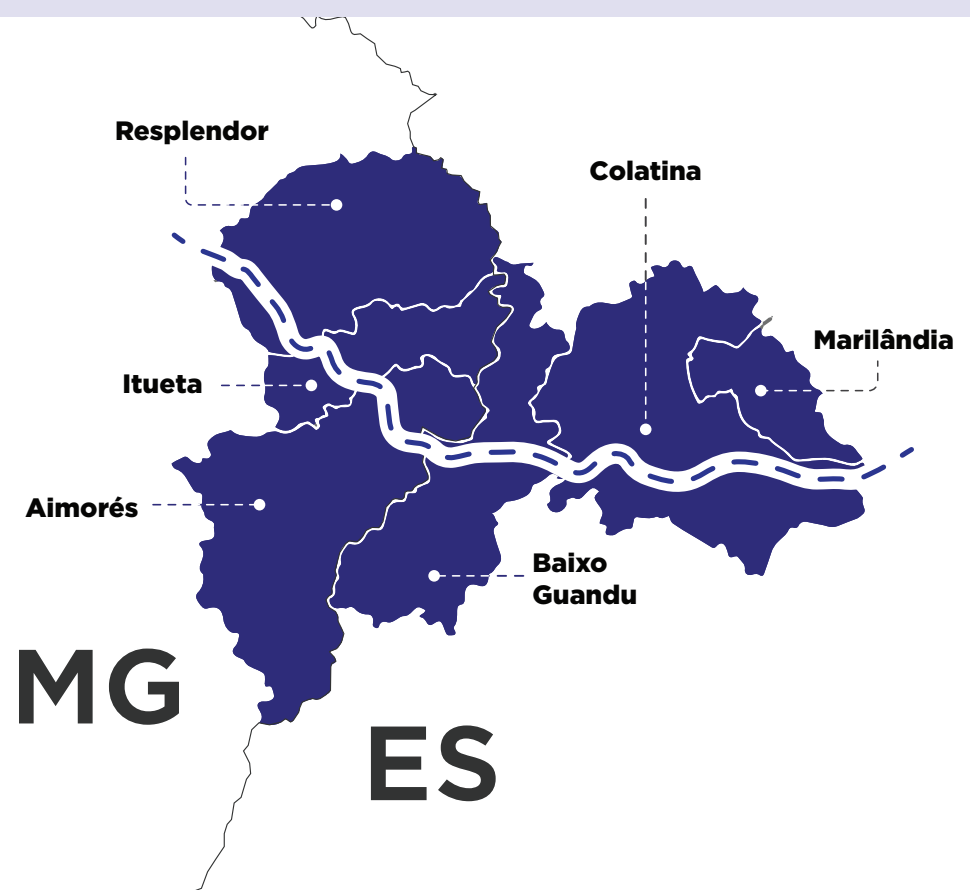 Resplendor
Colatina
Marilândia
Itueta
Aimorés
Baixo
Guandu
MG
ES